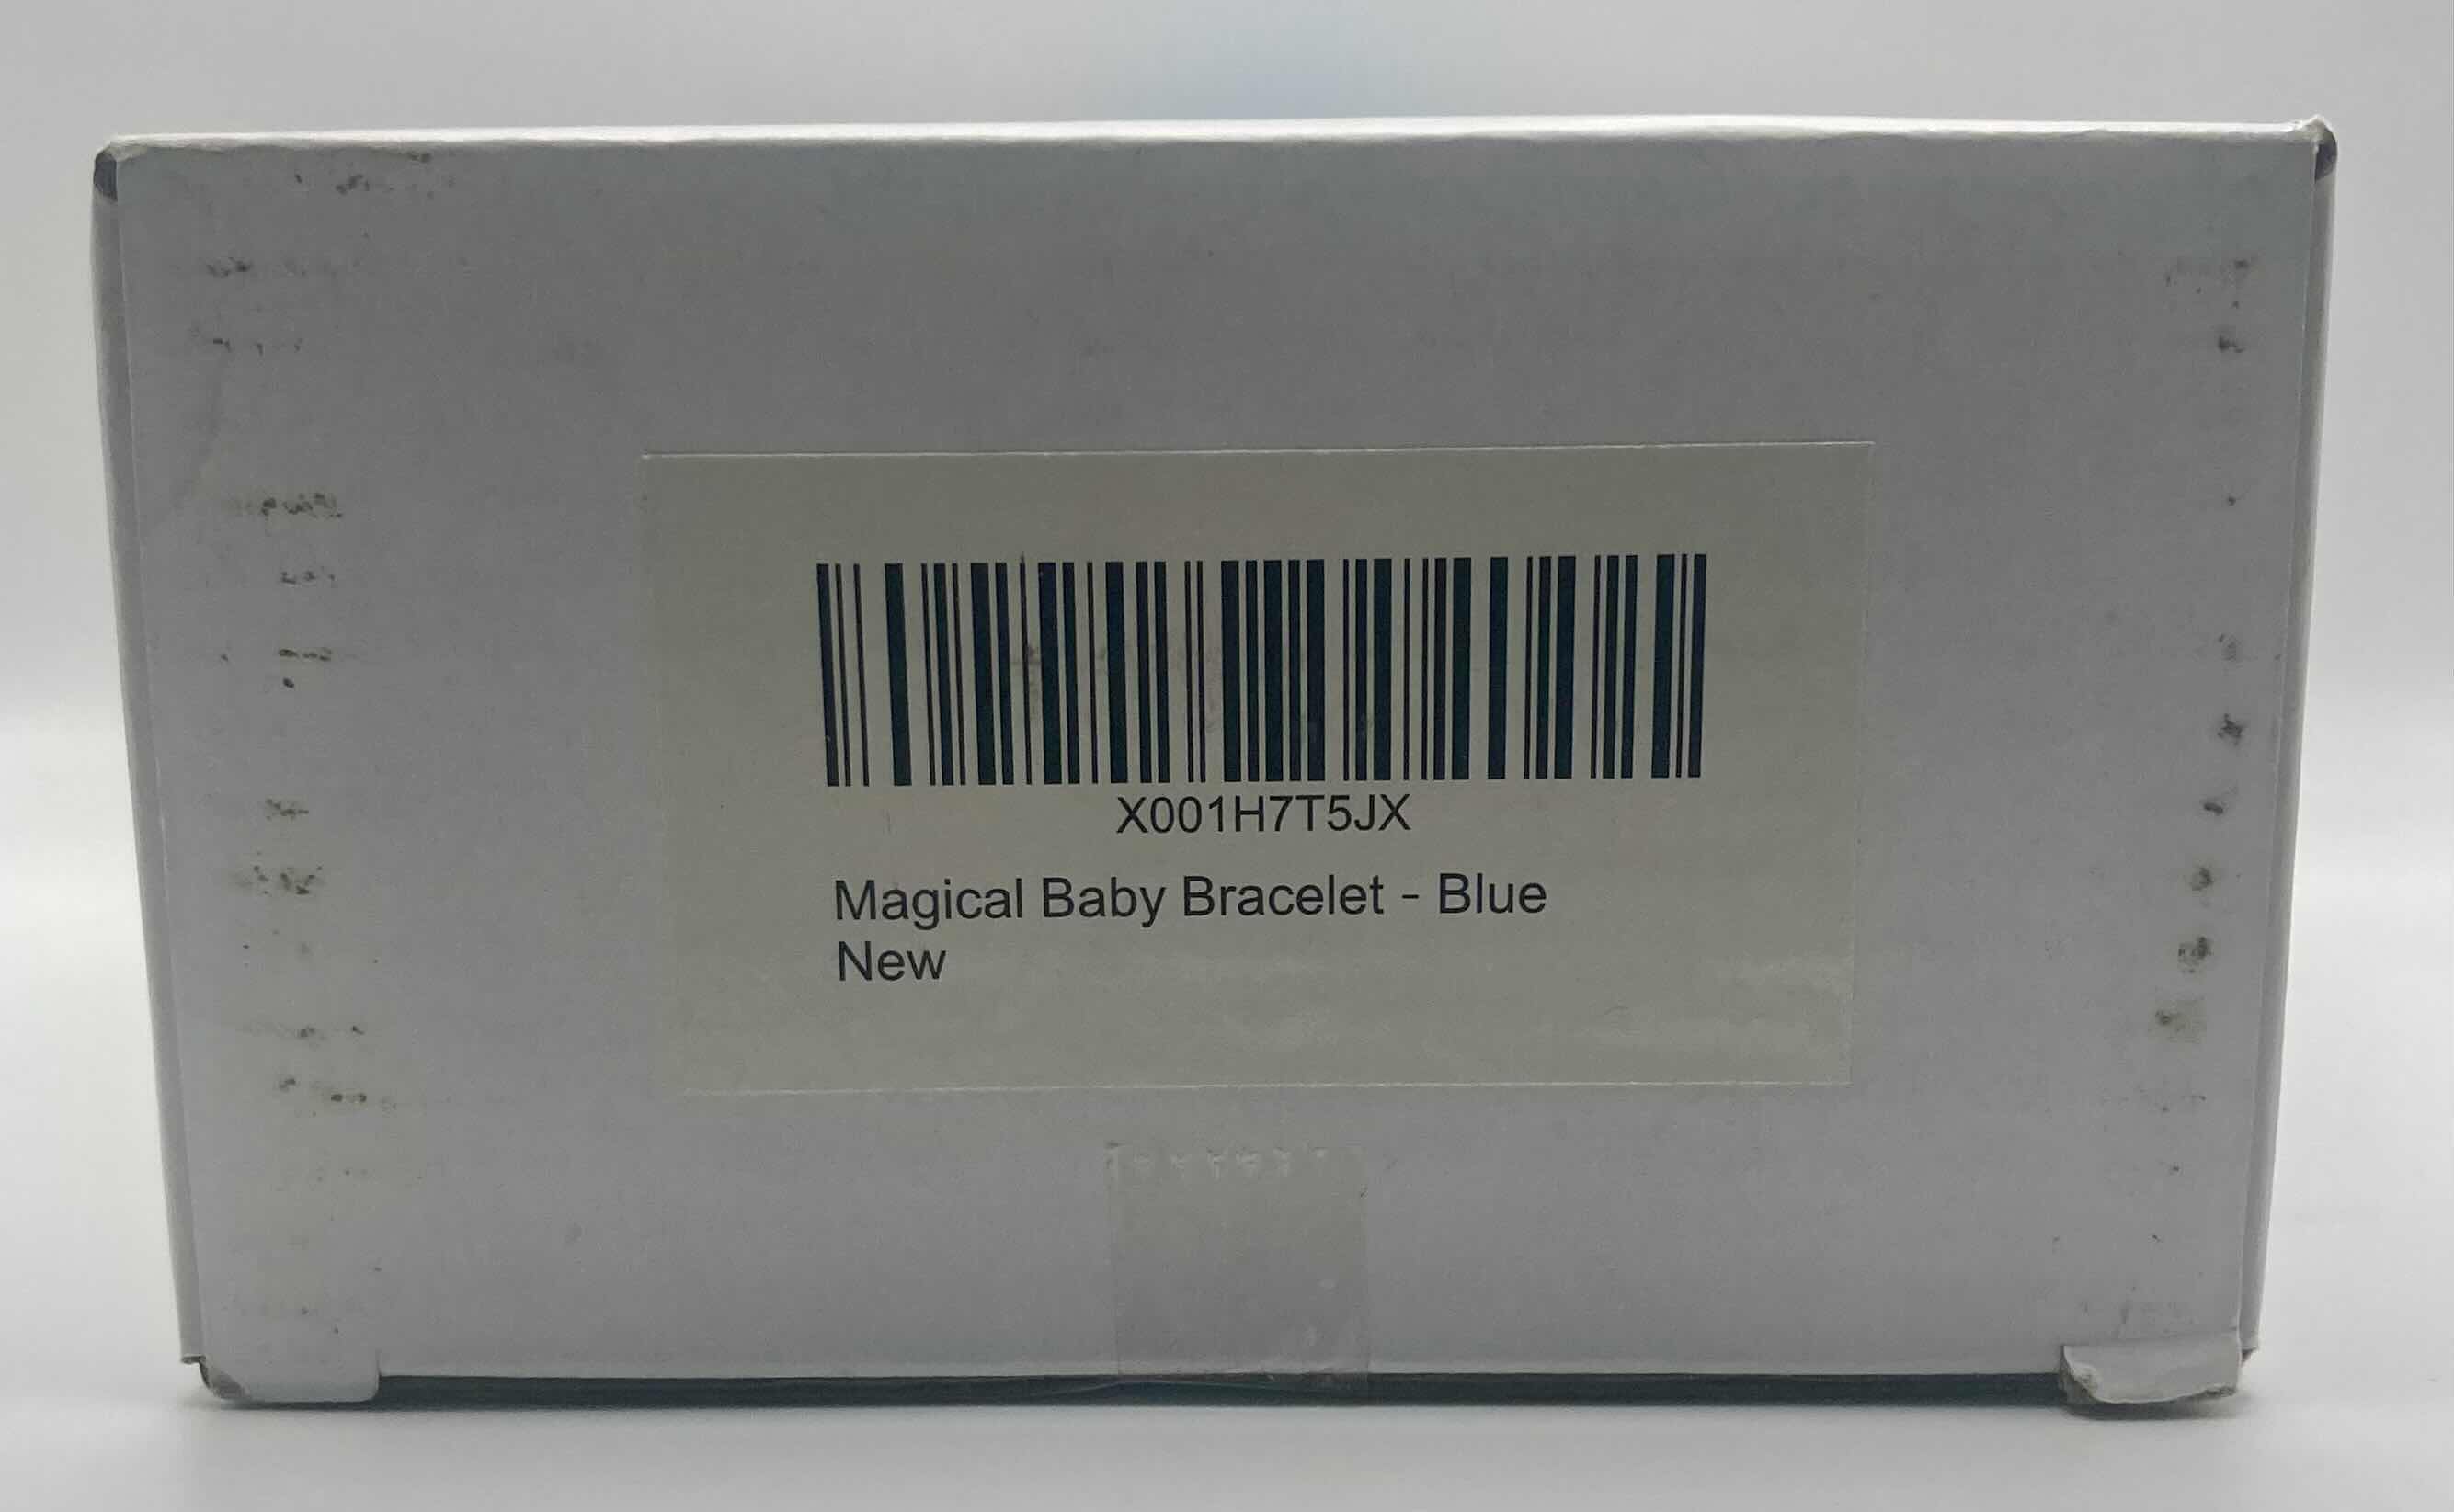 X001H7T5JX
Magical Baby Bracelet - Blue
New